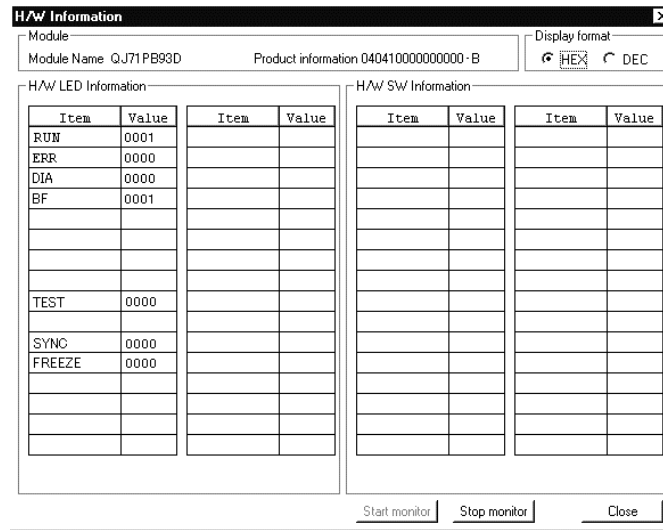 H/W Information
Module
Display format
Module Name QJ71PB93D Product information 040410000000000 - B
HEX DEC
H/W LED Information
H/W SW Information
Item Value Item Value Item Value Item Value
RUN 0001
ERR 0000
DIA 0000
BF 0001
TEST 0000
SYNC 0000
FREEZE 0000
Start monitor Stop monitor Close